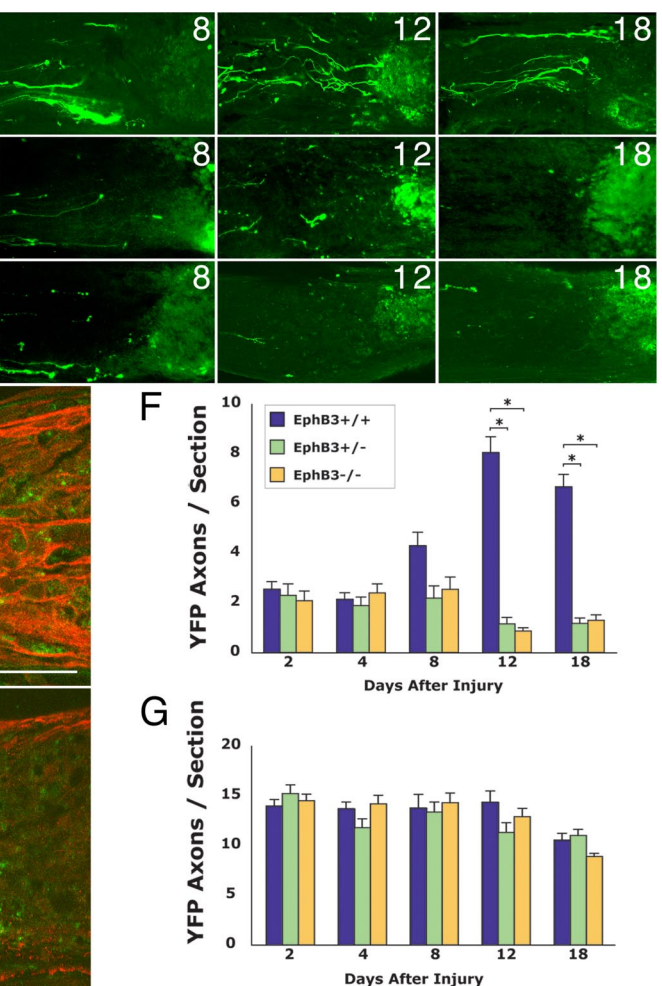 8 12 18
8 12 18
8 12 18
F
YFP Axons / Section
10
8
6
4
2
0
EphB3+/+
EphB3+/-
EphB3-/-
*
*
*
*
2 4 8 12 18
Days After Injury
G
YFP Axons / Section
20
15
10
5
0
2 4 8 12 18
Days After Injury